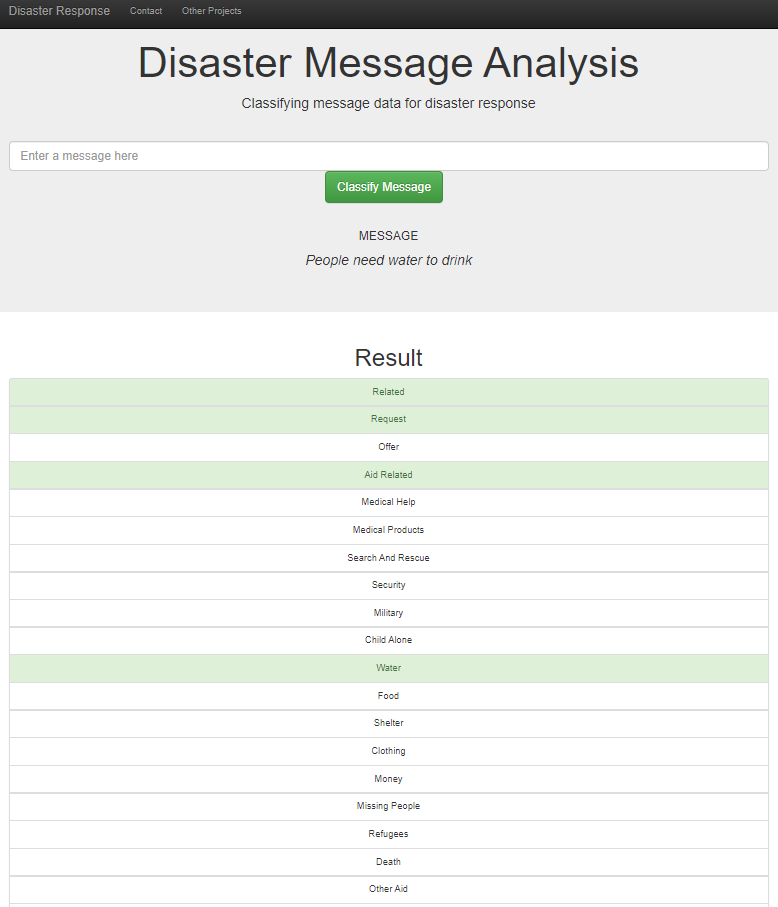 Disaster Response Contact Other Projects
Disaster Message Analysis
Classifying message data for disaster response
Enter a message here
Classify Message
MESSAGE
People need water to drink
Result
Related
Request
Offer
Aid Related
Medical Help
Medical Products
Search And Rescue
Security
Military
Child Alone
Water
Food
Shelter
Clothing
Money
Missing People
Refugees
Death
Other Aid